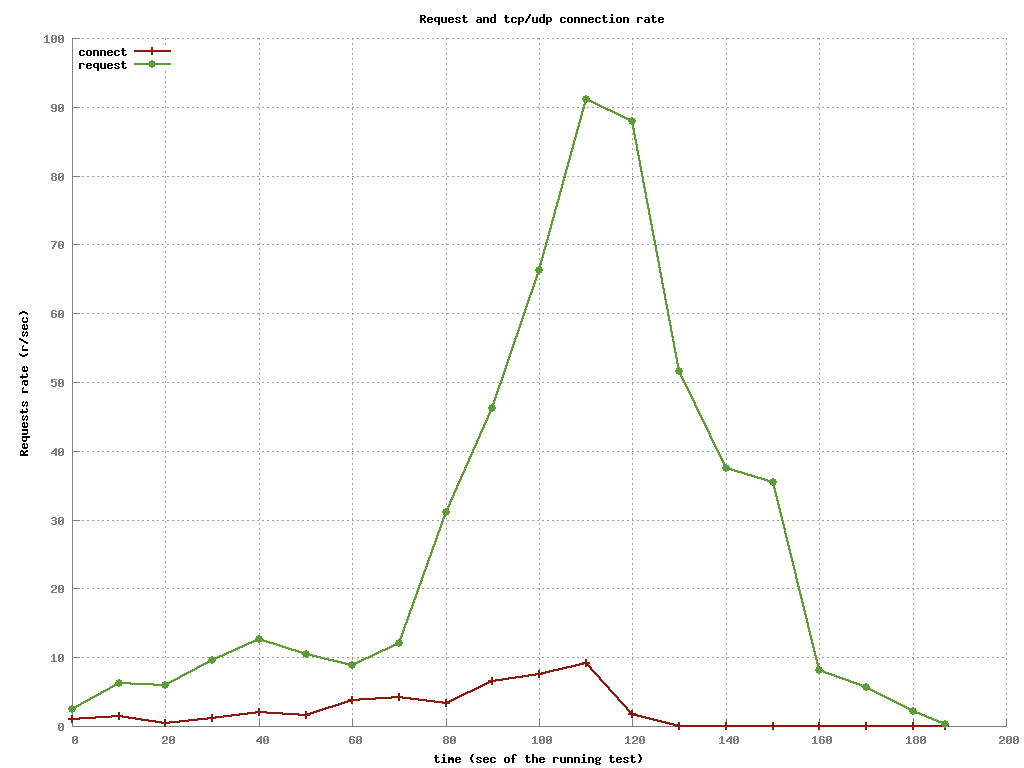 Request and tcp/udp connection rate
connect
request
100
90
80
70
60
50
40
30
20
10
0
Requests rate (r/sec)
0 20 40 60 80 100 120 140 160 180 200
time (sec of the running test)